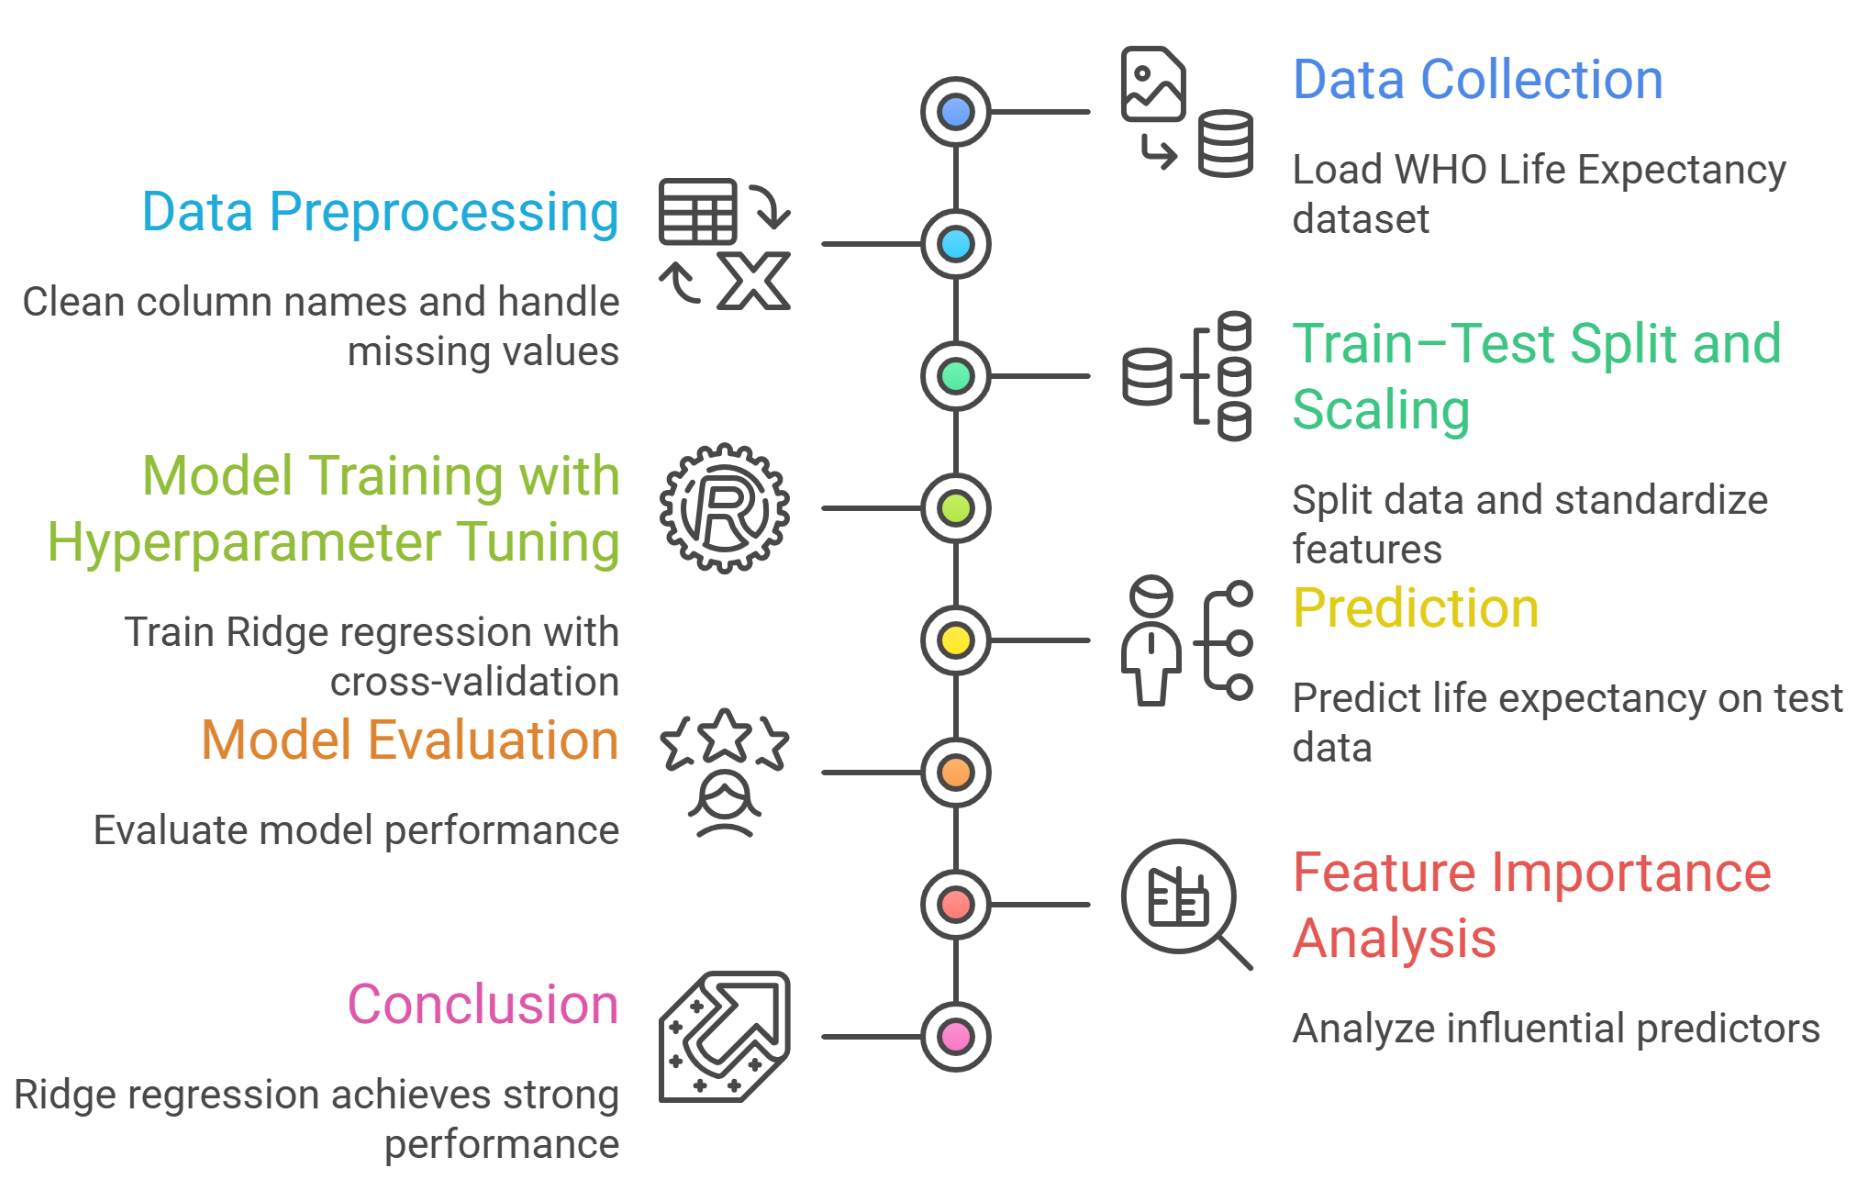 Data Collection
Load WHO Life Expectancy
dataset
Data Preprocessing
Clean column names and handle
missing values
Train–Test Split and
Scaling
Split data and standardize
features
Model Training with
Hyperparameter Tuning
Train Ridge regression with
cross-validation
Prediction
Predict life expectancy on test
data
Model Evaluation
Evaluate model performance
Feature Importance
Analysis
Analyze influential predictors
Conclusion
Ridge regression achieves strong
performance